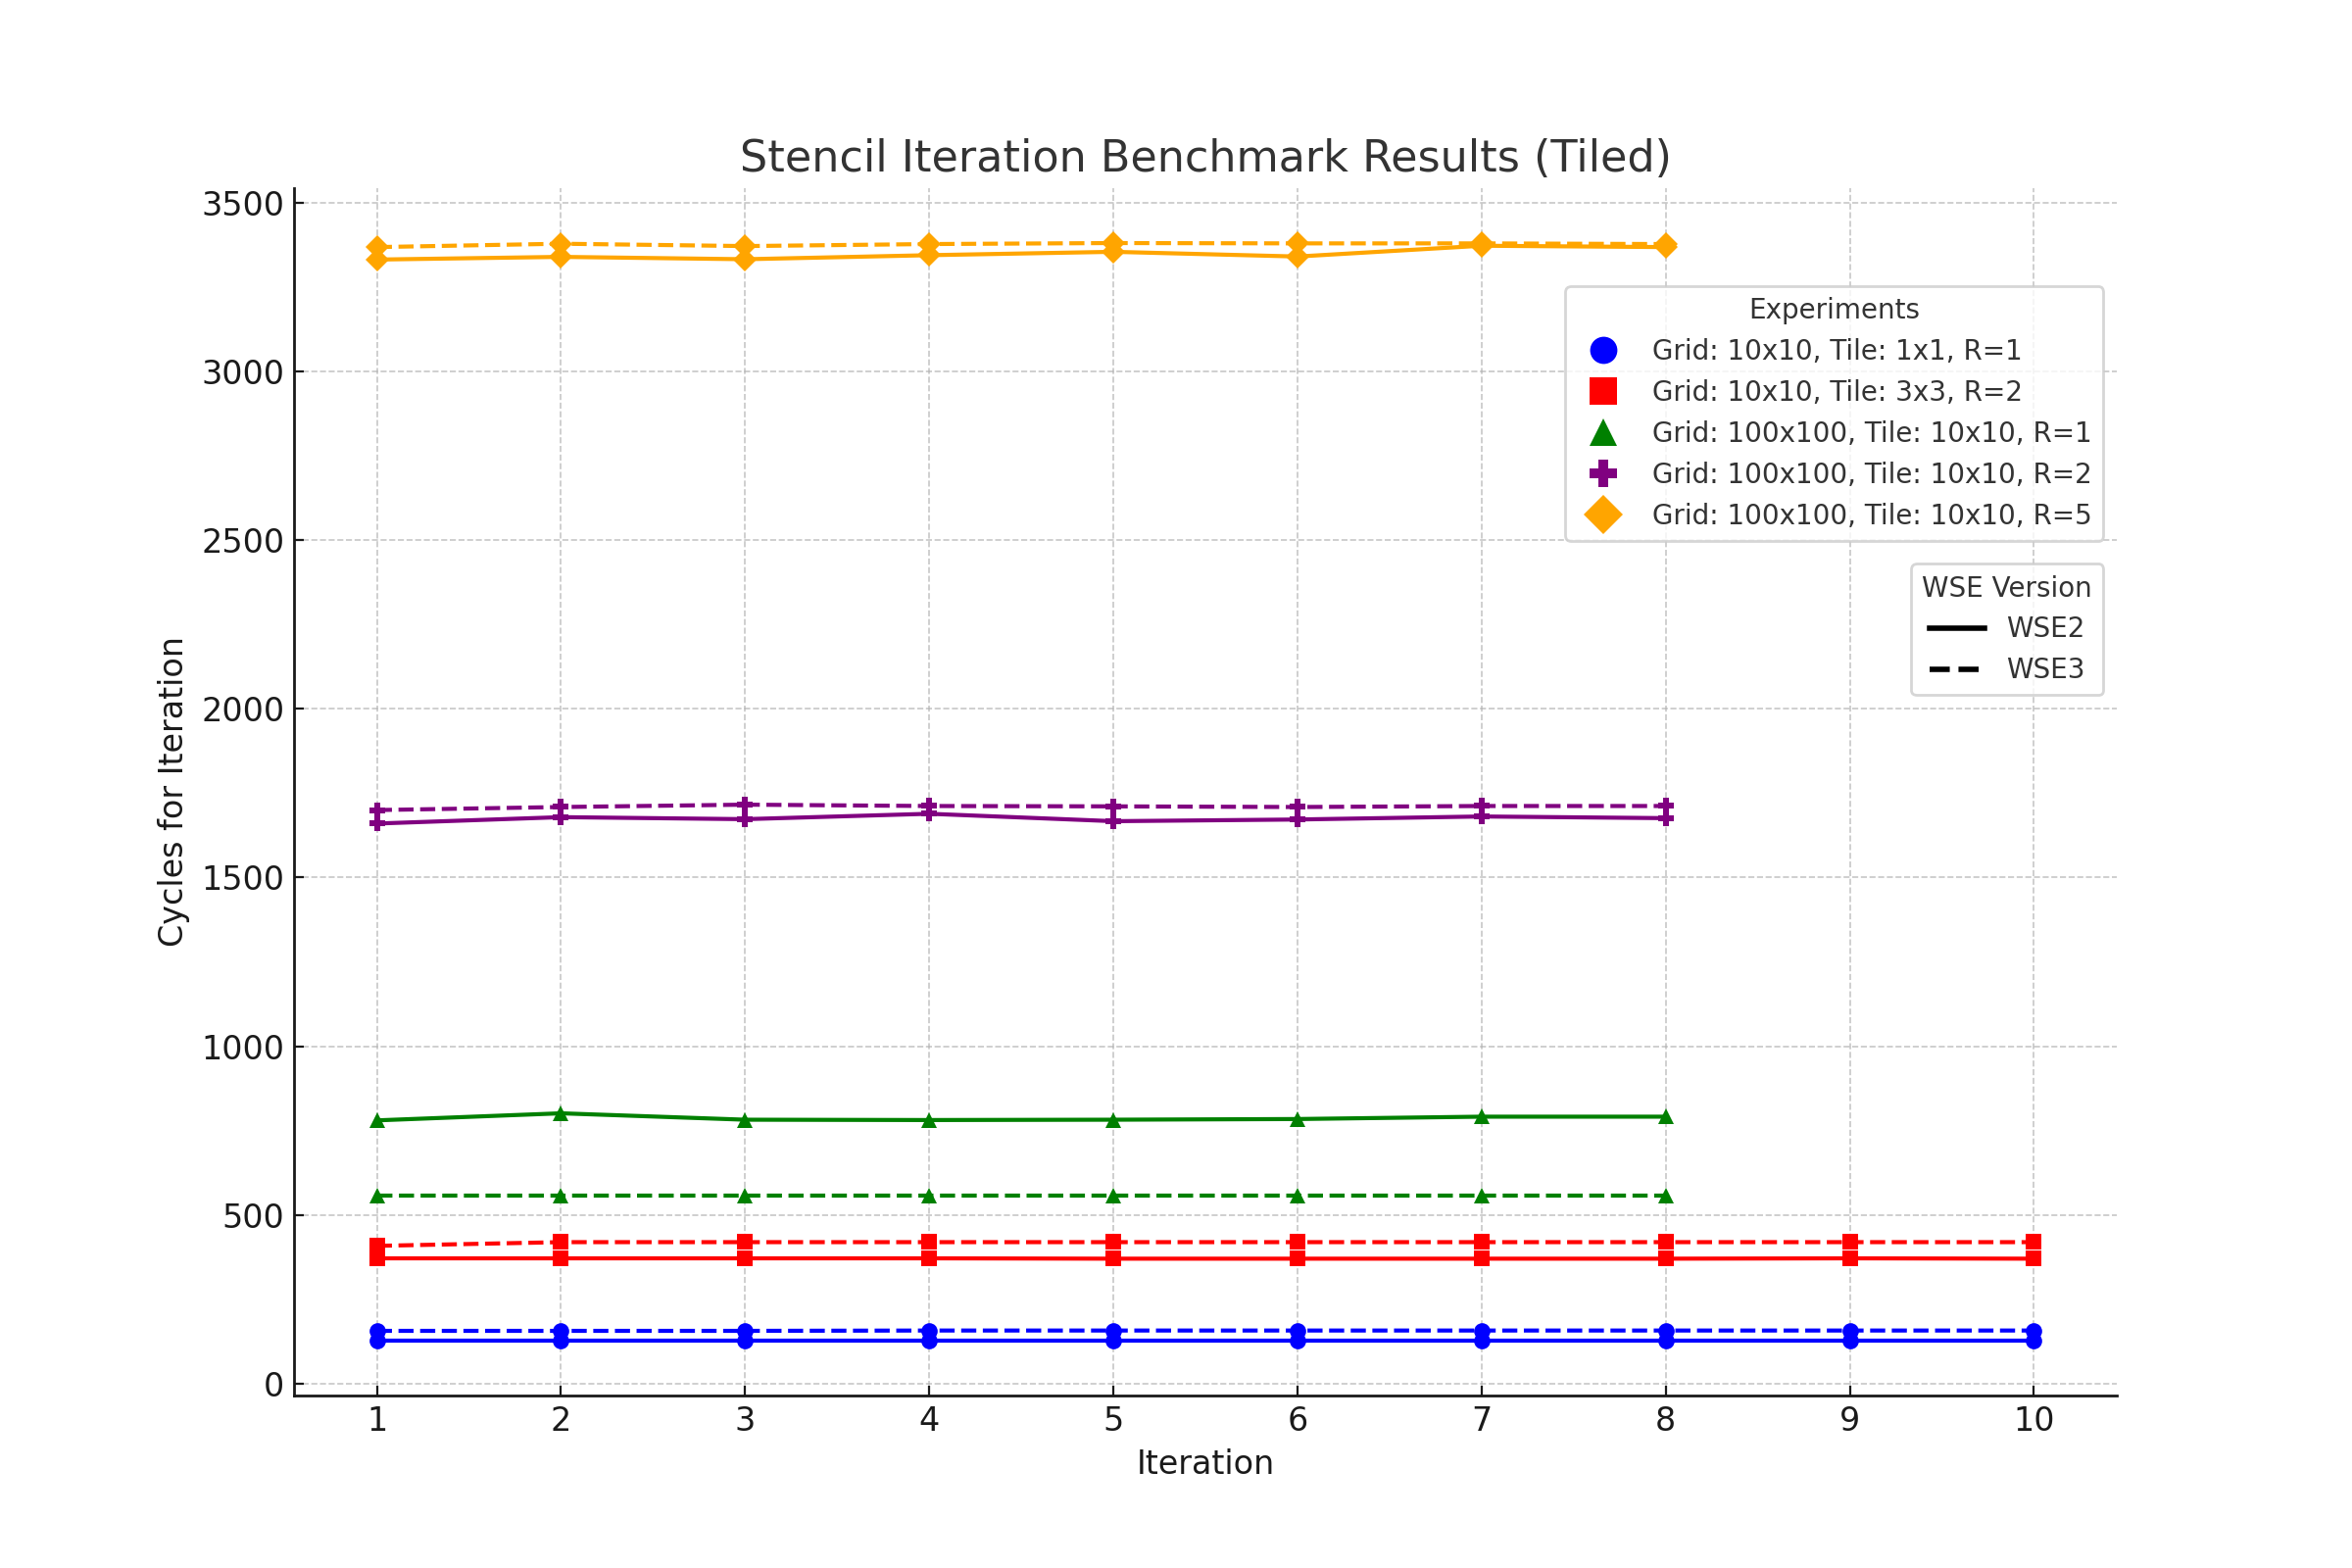 Stencil Iteration Benchmark Results (Tiled)
3500
3000
2500
2000
1500
1000
500
0
Cycles for Iteration
Experiments
Grid: 10x10, Tile: 1x1, R=1
Grid: 10x10, Tile: 3x3, R=2
Grid: 100x100, Tile: 10x10, R=1
Grid: 100x100, Tile: 10x10, R=2
Grid: 100x100, Tile: 10x10, R=5
WSE Version
WSE2
WSE3
1 2 3 4 5 6 7 8 9 10
Iteration